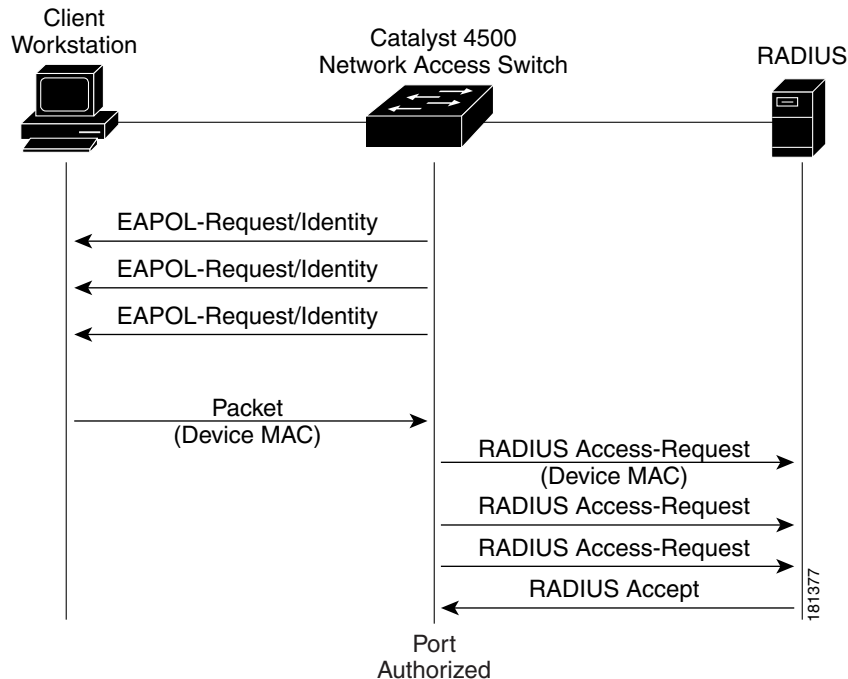 Client
Workstation
Catalyst 4500
Network Access Switch
RADIUS
EAPOL-Request/Identity
EAPOL-Request/Identity
EAPOL-Request/Identity
Packet
(Device MAC)
RADIUS Access-Request
(Device MAC)
RADIUS Access-Request
RADIUS Access-Request
RADIUS Accept
181377
Port
Authorized